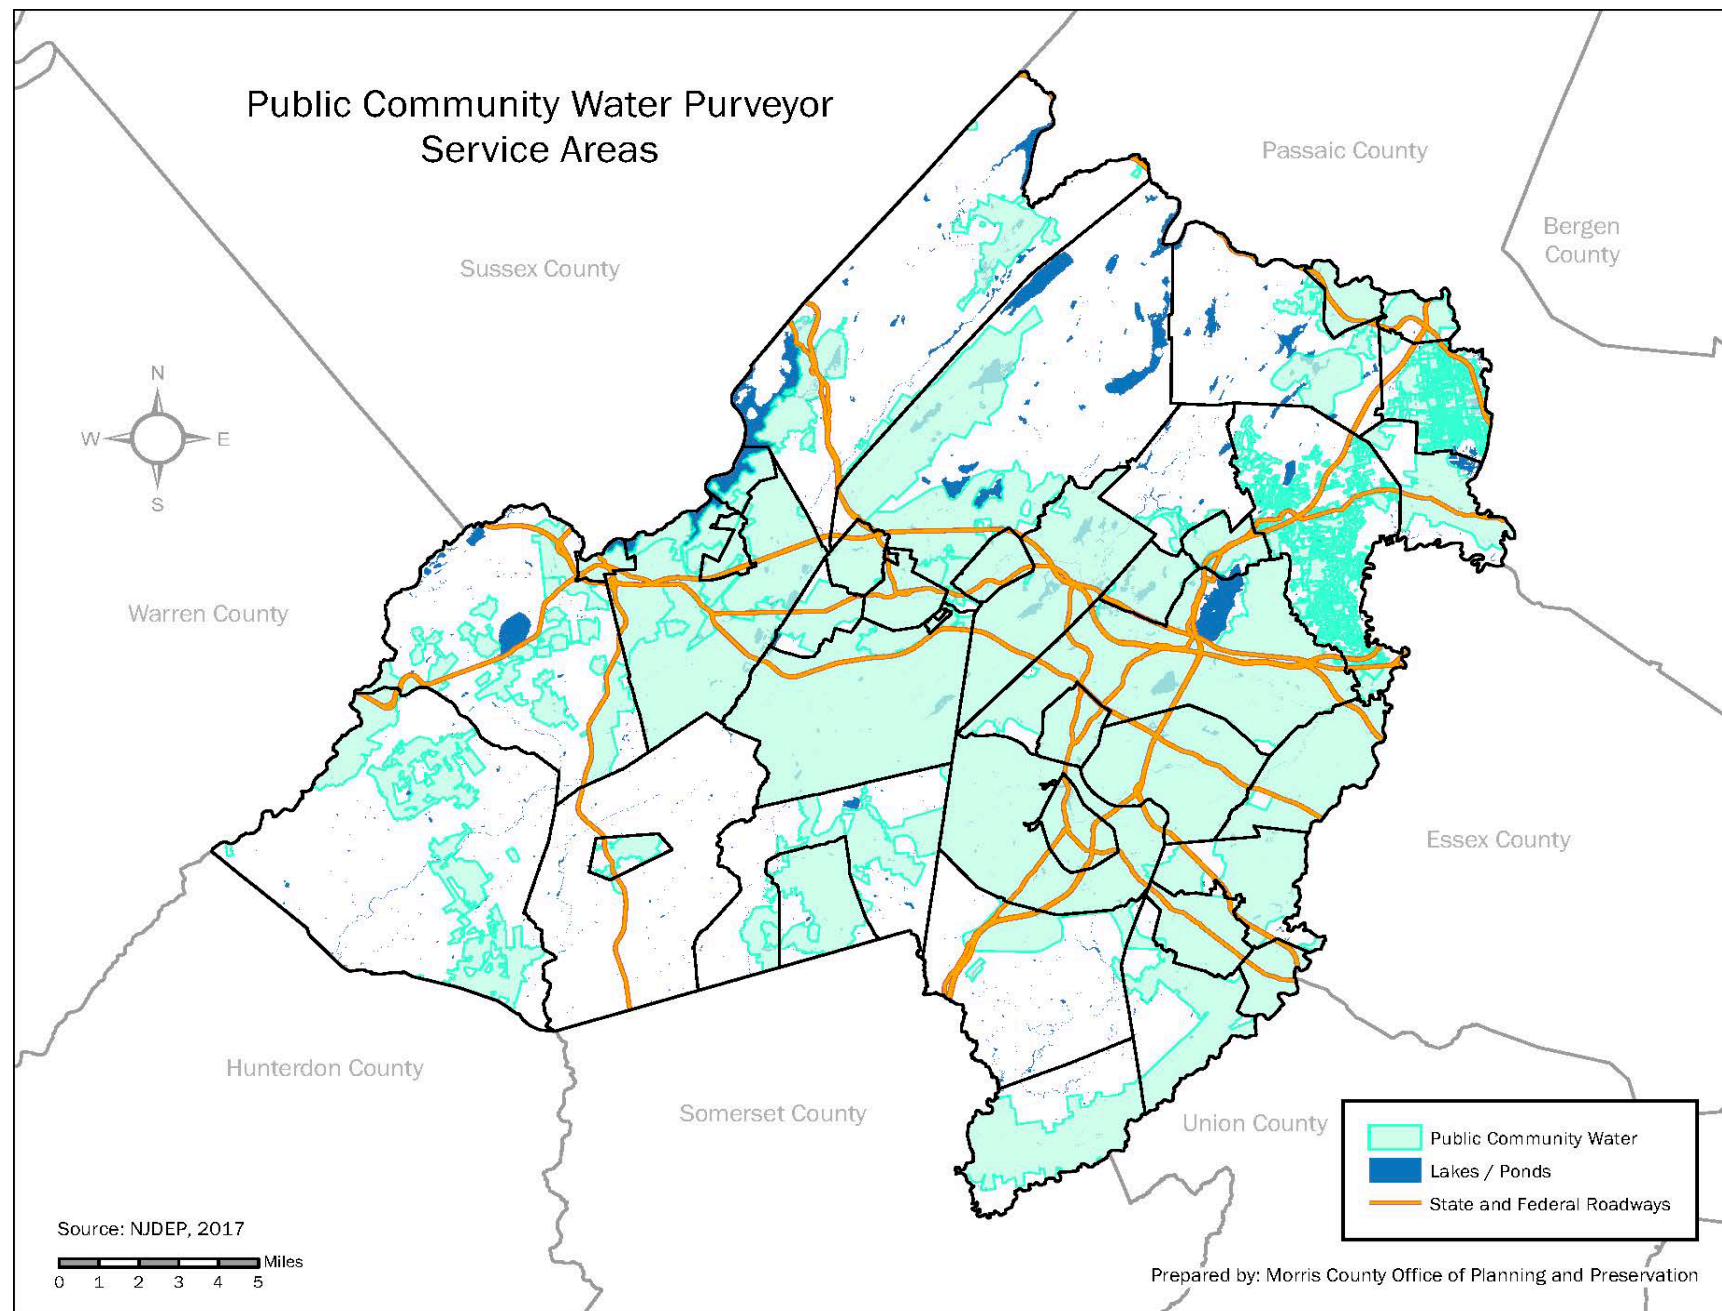 Public Community Water Purveyor
Service Areas
Passaic County
Bergen
County
Sussex County
N
W E
S
Warren County
Essex County
Hunterdon County
Somerset County
Union County
Public Community Water
Lakes / Ponds
State and Federal Roadways
Source: NJDEP, 2017
Miles
0 1 2 3 4 5
Prepared by: Morris County Office of Planning and Preservation